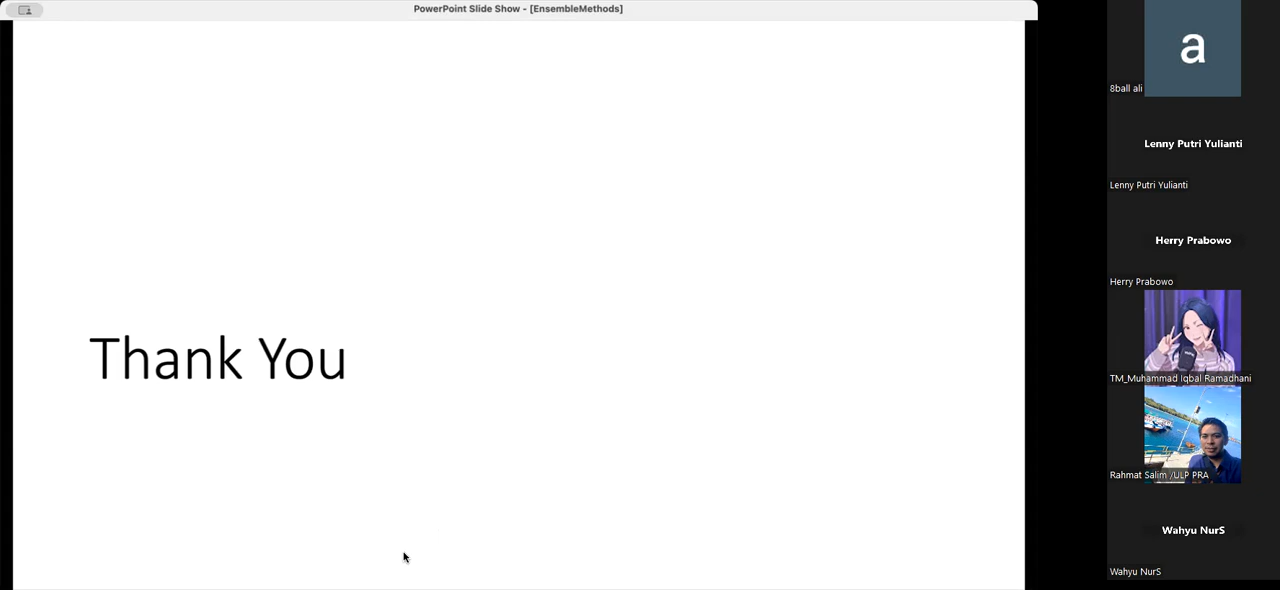 PowerPoint Slide Show - [EnsembleMethods]
Thank You
a
8ball ali
Lenny Putri Yulianti
Lenny Putri Yulianti
Herry Prabowo
Herry Prabowo
TM_Muhammad Iqbal Ramadhani
Rahmat Salim /ULP PRA
Wahyu NurS
Wahyu NurS